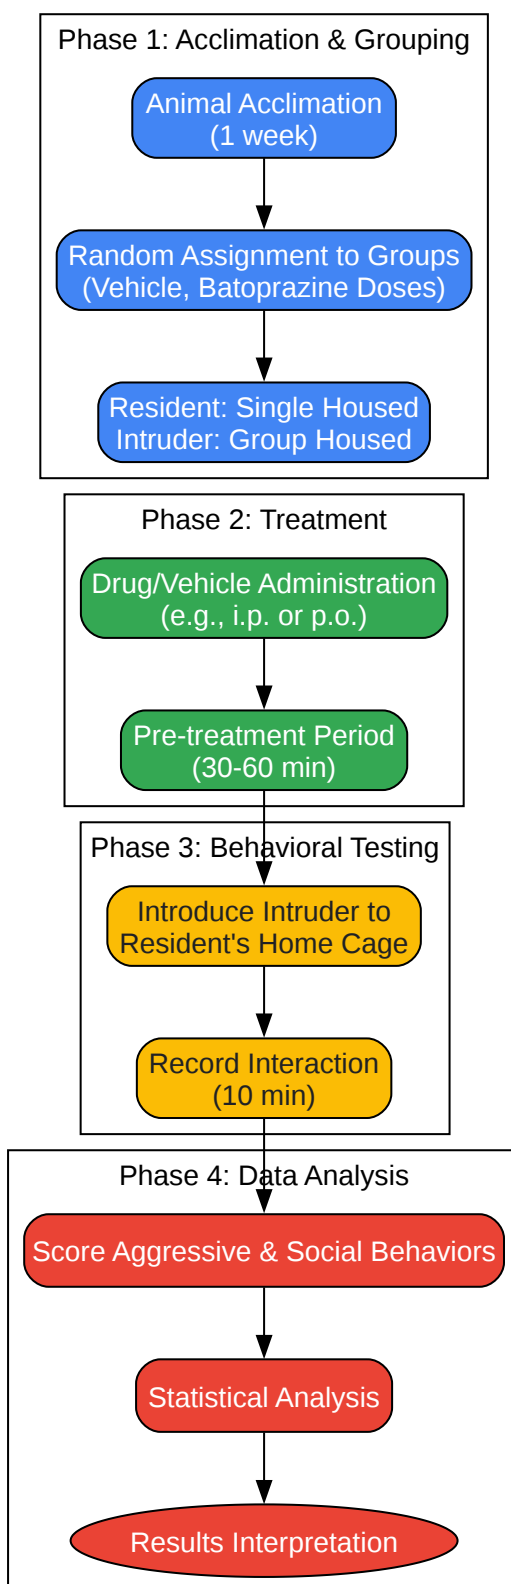 Phase 1: Acclimation & Grouping
Animal Acclimation
(1 week)
Random Assignment to Groups
(Vehicle, Batoprazine Doses)
Resident: Single Housed
Intruder: Group Housed
Phase 2: Treatment
Drug/Vehicle Administration
(e.g., i.p. or p.o.)
Pre-treatment Period
(30-60 min)
Phase 3: Behavioral Testing
Introduce Intruder to
Resident's Home Cage
Record Interaction
(10 min)
Phase 4: Data Analysis
Score Aggressive & Social Behaviors
Statistical Analysis
Results Interpretation